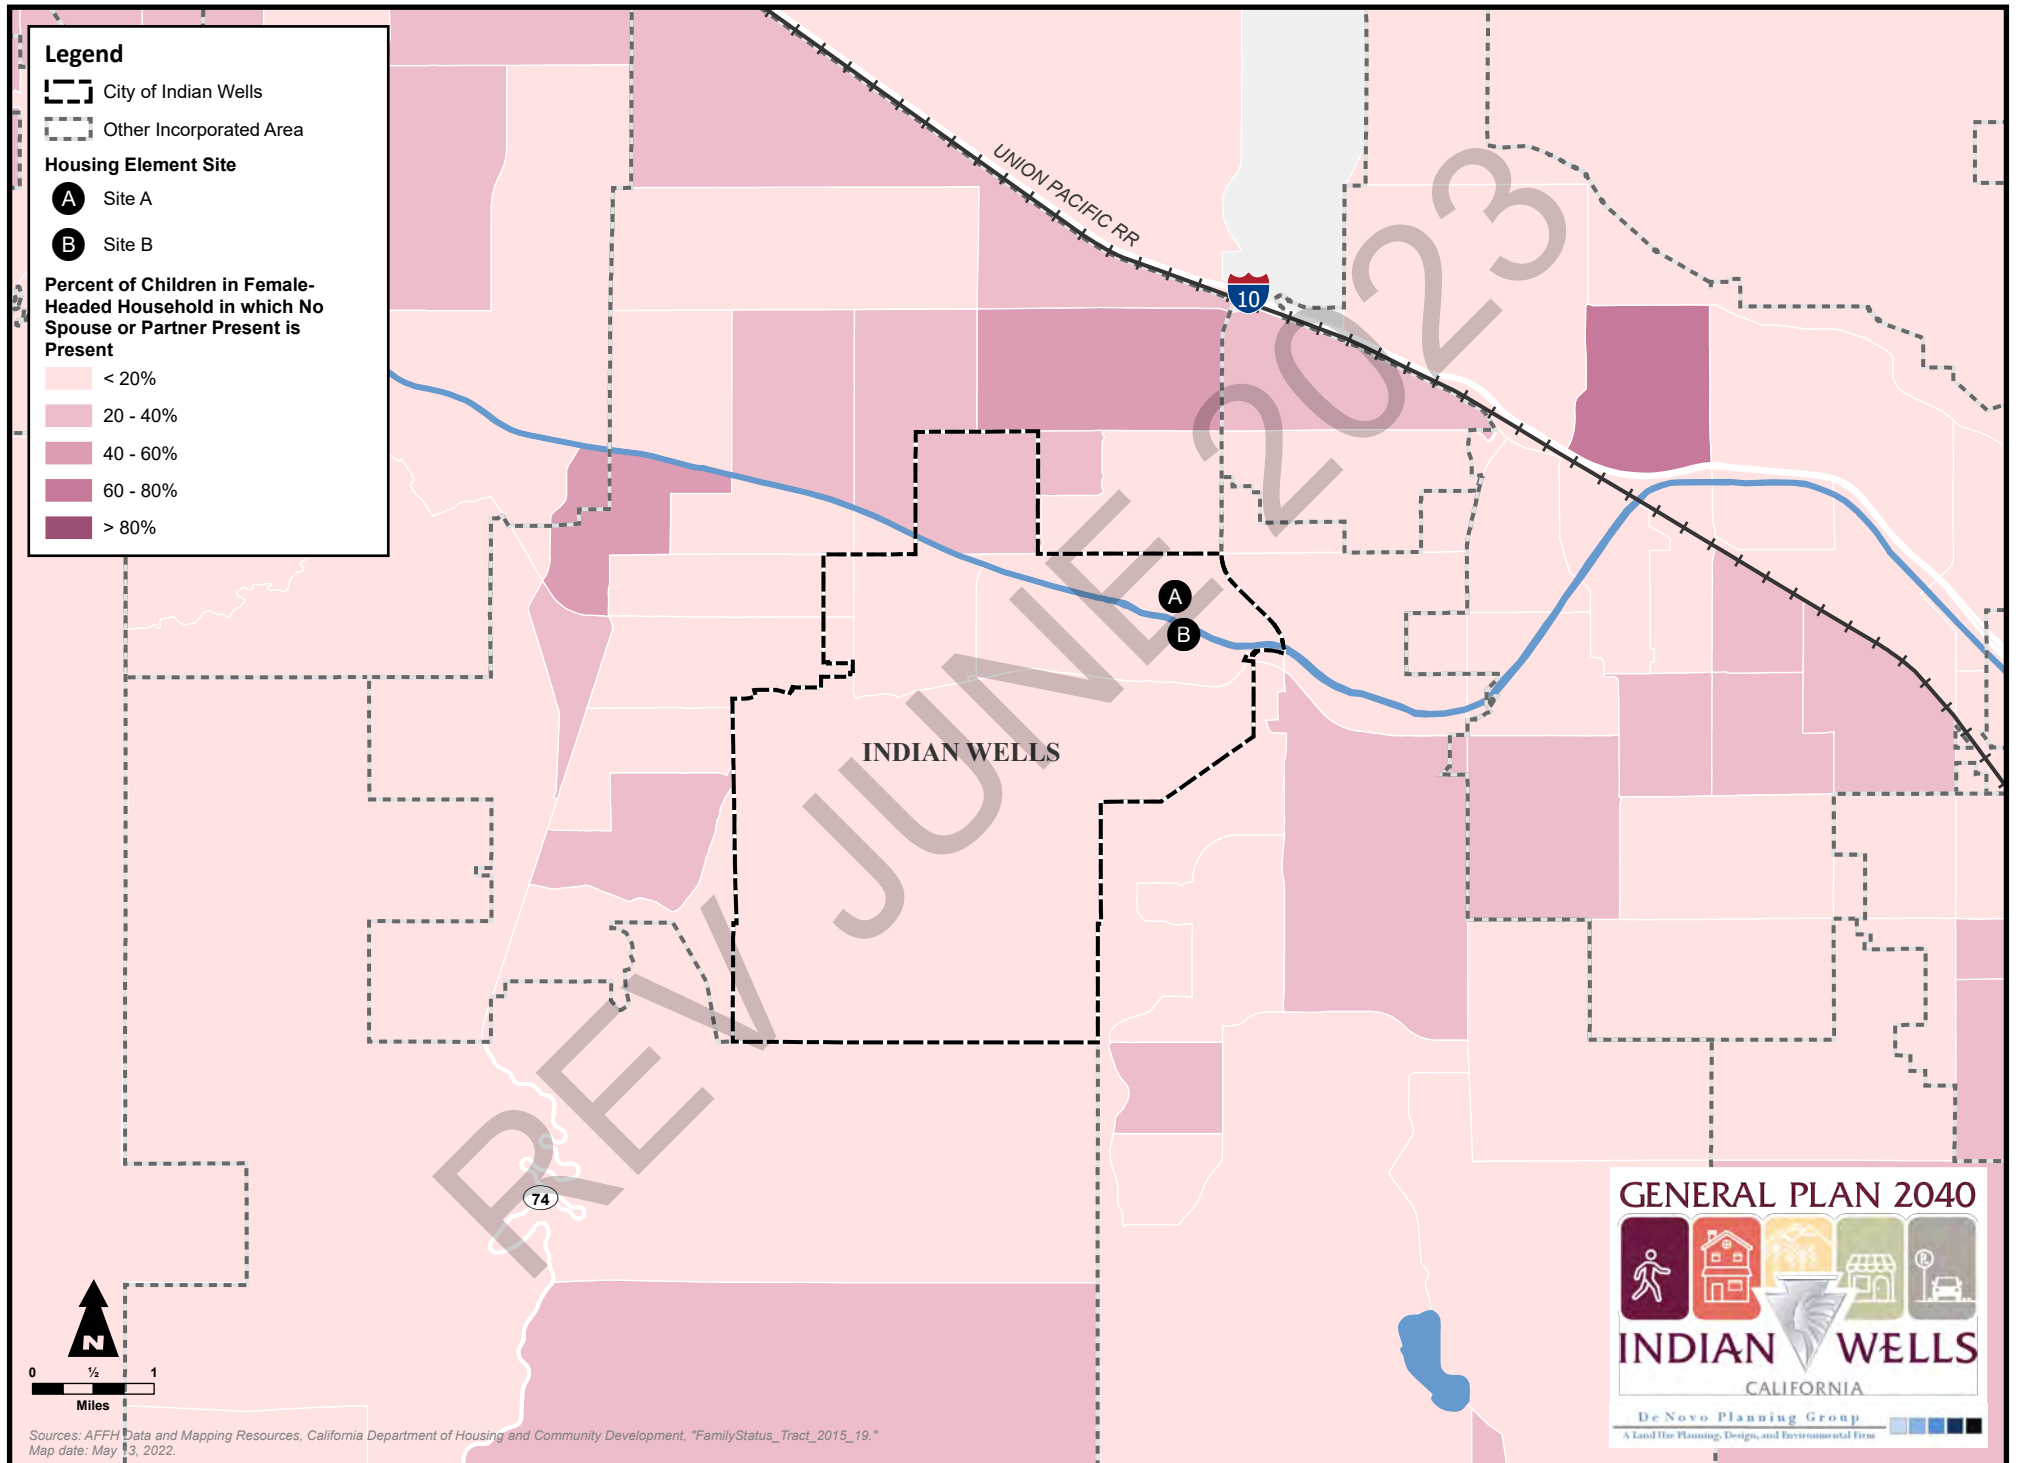 Legend
City of Indian Wells
Other Incorporated Area
Housing Element Site
A Site A
B Site B
Percent of Children in Female-
Headed Household in which No
Spouse or Partner Present is
Present
< 20%
20 - 40%
40 - 60%
60 - 80%
> 80%
UNION PACIFIC RR
10
A
B
INDIAN WELLS
REV JUNE 2023
74
N
0 ½ 1
Miles
Sources: AFFH Data and Mapping Resources, California Department of Housing and Community Development, "FamilyStatus_Tract_2015_19."
Map date: May 13, 2022.
GENERAL PLAN 2040
INDIAN WELLS
CALIFORNIA
De Novo Planning Group
A Land Use Planning, Design, and Environmental Firm